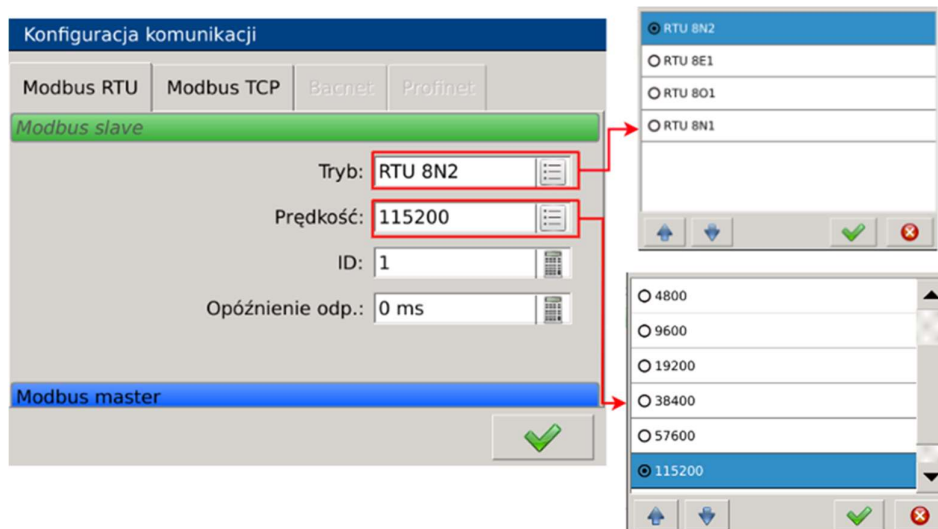 Konfiguracja komunikacji
Modbus RTU Modbus TCP Bacnet Profinet
Modbus slave
Tryb: RTU 8N2
Prędkość: 115200
ID: 1
Opóźnienie odp.: 0 ms
Modbus master
RTU 8N2
RTU 8E1
RTU 8O1
RTU 8N1
4800
9600
19200
38400
57600
115200